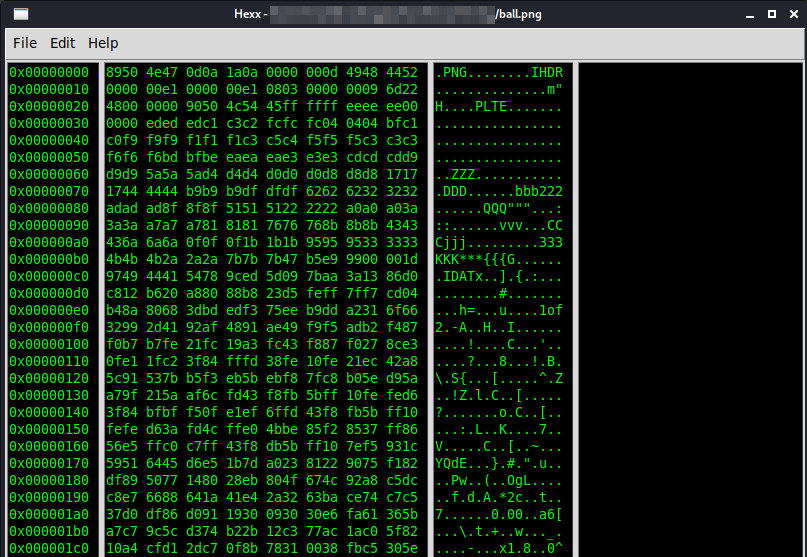 Hexx - /ball.png
File Edit Help
0x00000000 8950 4e47 0d0a 1a0a 0000 000d 4948 4452 .PNG........IHDR
0x00000010 0000 00e1 0000 00e1 0803 0000 0009 6d22 ..............m"
0x00000020 4800 0000 9050 4c54 45ff ffff eeee ee00 H....PLTE.......
0x00000030 0000 eded edc1 c3c2 fcfc fc04 0404 bfc1 ................
0x00000040 c0f9 f9f9 f1f1 f1c3 c5c4 f5f5 f5c3 c3c3 ................
0x00000050 f6f6 f6bd bfbe eaea eae3 e3e3 cdcd cdd9 ................
0x00000060 d9d9 5a5a 5ad4 d4d4 d0d0 d0d8 d8d8 1717 ..ZZZ...........
0x00000070 1744 4444 b9b9 b9df dfdf 6262 6232 3232 .DDD......bbb222
0x00000080 adad ad8f 8f8f 5151 5122 2222 a0a0 a03a ......QQQ"""...:
0x00000090 3a3a a7a7 a781 8181 7676 768b 8b8b 4343 ::......vvv...CC
0x000000a0 436a 6a6a 0f0f 0f1b 1b1b 9595 9533 3333 Cjjj.........333
0x000000b0 4b4b 4b2a 2a2a 7b7b 7b47 b5e9 9900 001d KKK***{{{G......
0x000000c0 9749 4441 5478 9ced 5d09 7baa 3a13 86d0 .IDATx..].{.:...
0x000000d0 c812 b620 a880 88b8 23d5 feff 7ff7 cd04 ... ....#.......
0x000000e0 b48a 8068 3dbd edf3 75ee b9dd a231 6f66 ...h=...u....1of
0x000000f0 3299 2d41 92af 4891 ae49 f9f5 adb2 f487 2.-A..H..I......
0x00000100 f0b7 b7fe 21fc 19a3 fc43 f887 f027 8ce3 ....!....C...'..
0x00000110 0fe1 1fc2 3f84 fffd 38fe 10fe 21ec 42a8 ....?...8...!.B.
0x00000120 5c91 537b b5f3 eb5b ebf8 7fc8 b05e d95a \.S{...[.....^.Z
0x00000130 a79f 215a af6c fd43 f8fb 5bff 10fe fed6 ..!Z.l.C..[.....
0x00000140 3f84 bfbf f50f e1ef 6ffd 43f8 fb5b ff10 ?.......o.C..[..
0x00000150 fefe d63a fd4c ffe0 4bbe 85f2 8537 ff86 ...:.L..K....7..
0x00000160 56e5 ffc0 c7ff 43f8 db5b ff10 7ef5 931c V.....C..[..~...
0x00000170 5951 6445 d6e5 1b7d a023 8122 9075 f182 YQdE...}.#.".u..
0x00000180 df89 5077 1480 28eb 804f 674c 92a8 c5dc ..Pw..(..OgL....
0x00000190 c8e7 6688 641a 41e4 2a32 63ba ce74 c7c5 ..f.d.A.*2c..t..
0x000001a0 37d0 df86 d091 1930 0930 30e6 fa61 365b 7......0.00..a6[
0x000001b0 a7c7 9c5c d374 b22b 12c3 77ac 1ac0 5f82 ...\.t.+..w..._.
0x000001c0 10a4 cfd1 2dc7 0f8b 7831 0038 fbc5 305e ....-...x1.8..0^